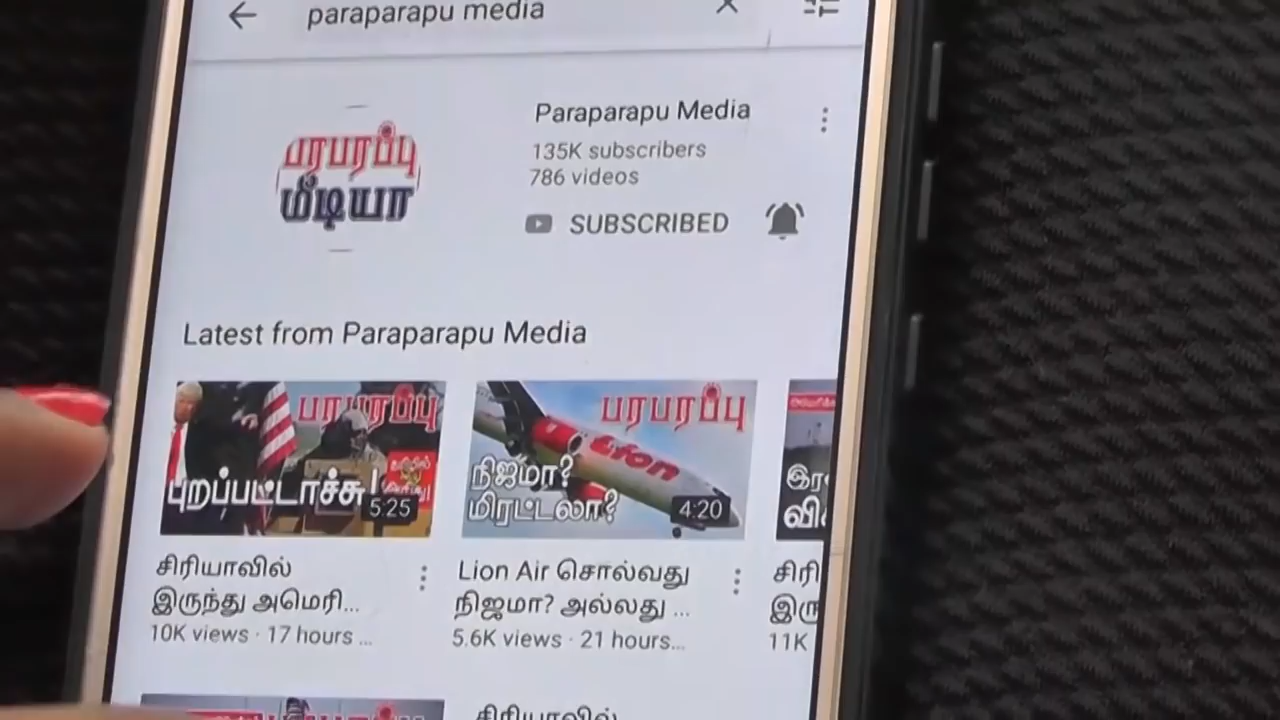 paraparapu media
பரபரப்பு
மீடியா
Paraparapu Media
135K subscribers
786 videos
SUBSCRIBED
Latest from Paraparapu Media
பரபரப்பு
புறப்பட்டாச்சு!
5:25
பரபரப்பு
Lion
நிஜமா?
மிரட்டலா?
4:20
சிரியாவில்
இருந்து அமெரி...
10K views · 17 hours ...
Lion Air சொல்வது
நிஜமா? அல்லது ...
5.6K views · 21 hours...
11K
சிரியாவில்